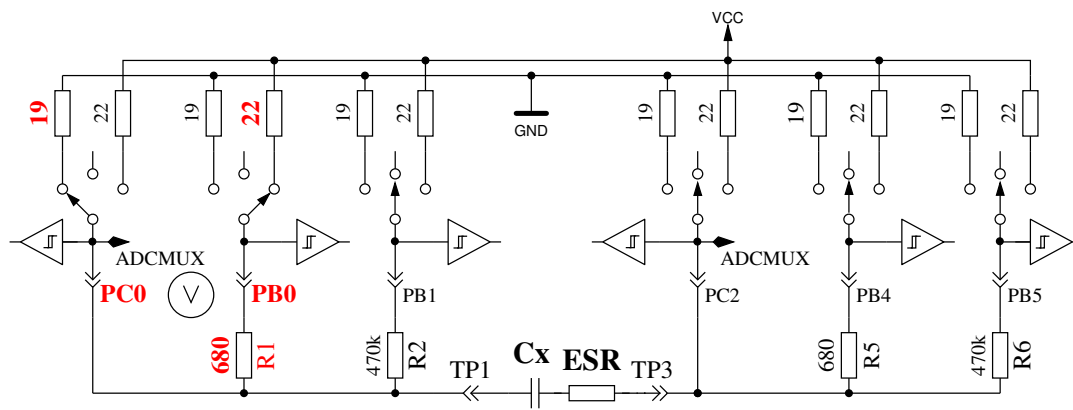 VCC
19
22
19
22
19
22
GND
19
22
19
22
19
22
ADCMUX
ADCMUX
PC0
V
PB0
PB1
PC2
PB4
PB5
680
R1
470k
R2
TP1
Cx
ESR
TP3
680
R5
470k
R6